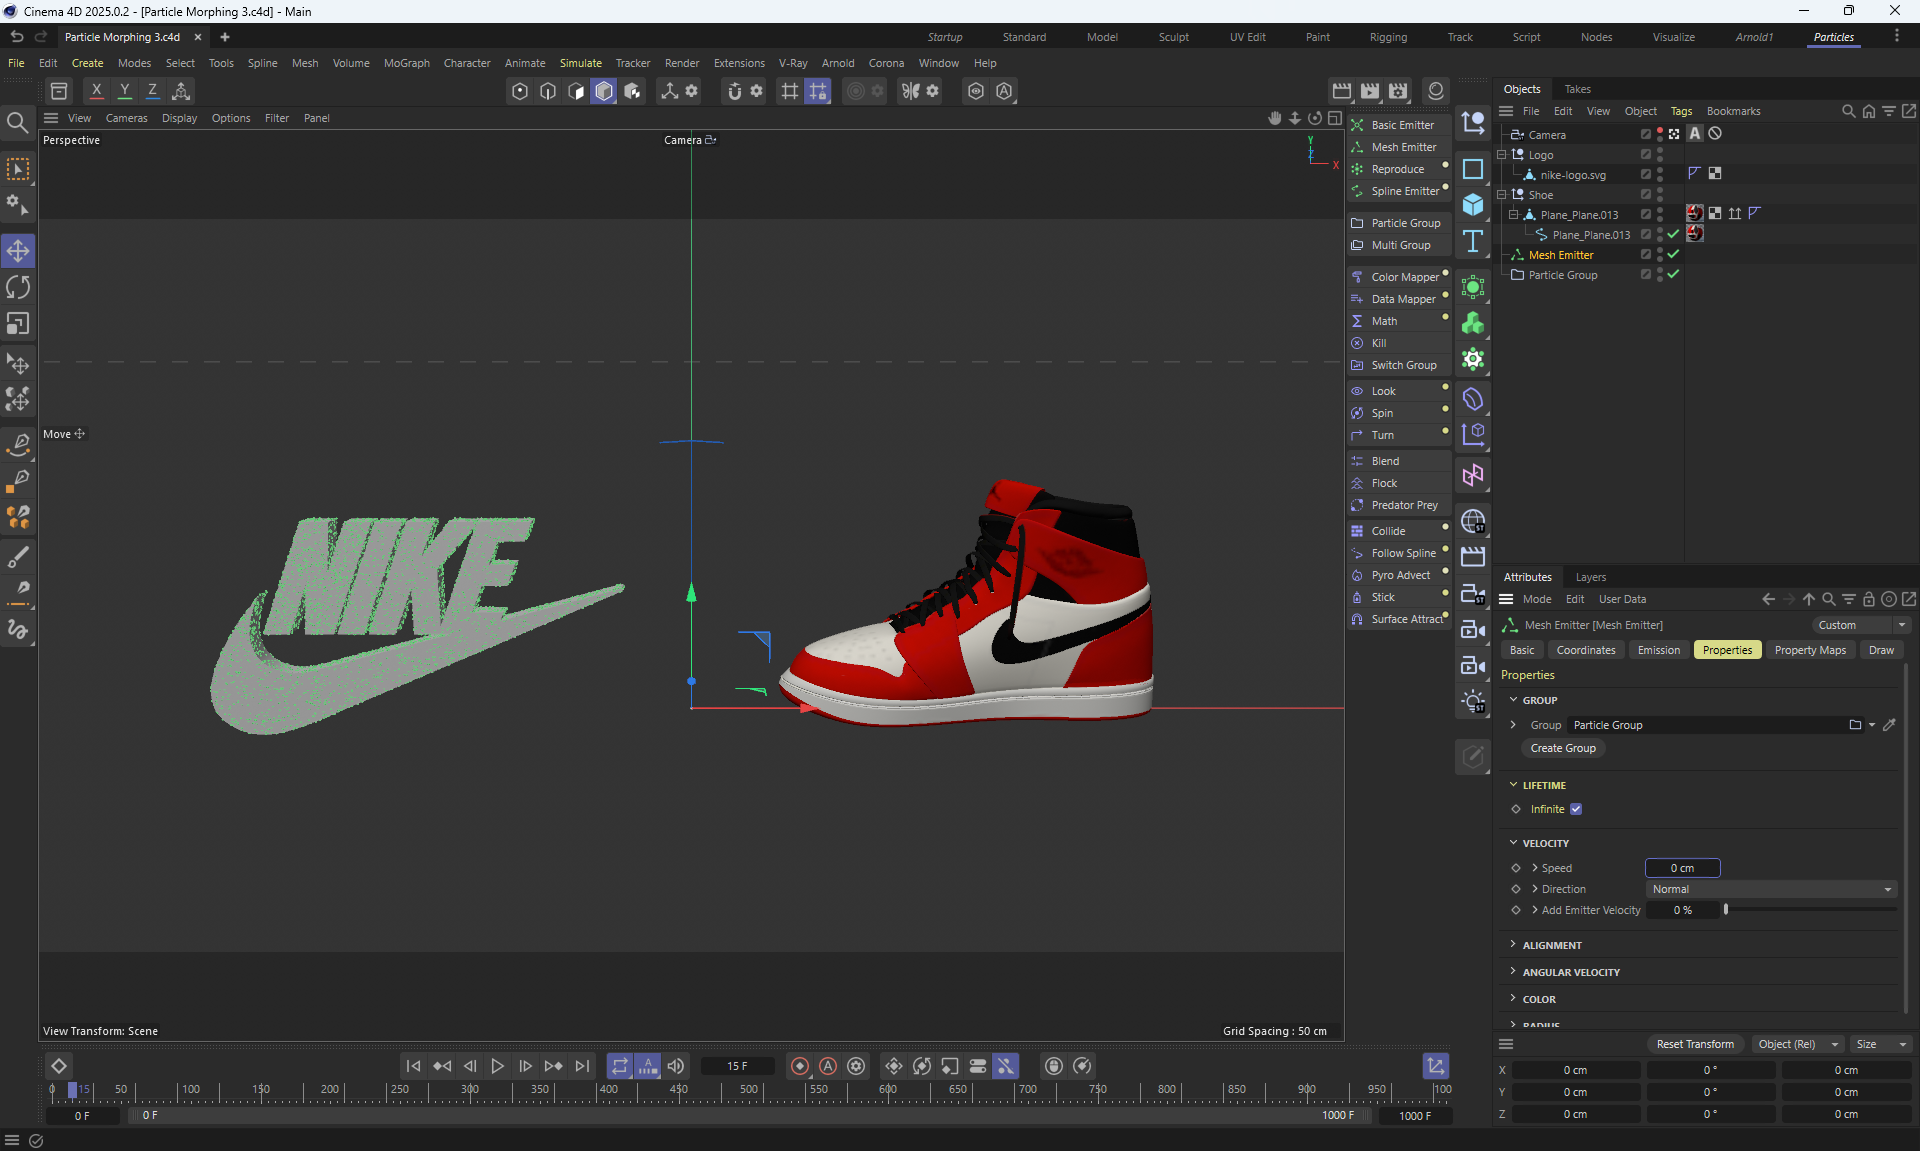 Cinema 4D 2025.0.2 - [Particle Morphing 3.c4d] - Main
Particle Morphing 3.c4d
Startup Standard Model Sculpt UV Edit Paint Rigging Track Script Nodes Visualize Arnold1 Particles
File Edit Create Modes Select Tools Spline Mesh Volume MoGraph Character Animate Simulate Tracker Render Extensions V-Ray Arnold Corona Window Help
X Y Z
View Cameras Display Options Filter Panel
Perspective
Camera
Y
Z
X
Move
NIKE
View Transform: Scene
Grid Spacing : 50 cm
Basic Emitter
Mesh Emitter
Reproduce
Spline Emitter
Particle Group
Multi Group
Color Mapper
Data Mapper
Math
Kill
Switch Group
Look
Spin
Turn
Blend
Flock
Predator Prey
Collide
Follow Spline
Pyro Advect
Stick
Surface Attract
ST
ST
ST
ST
ST
Objects Takes
File Edit View Object Tags Bookmarks
Camera
A
Logo
nike-logo.svg
Shoe
Plane_Plane.013
Plane_Plane.013
Mesh Emitter
Particle Group
Attributes Layers
Mode Edit User Data
Mesh Emitter [Mesh Emitter]
Custom
Basic Coordinates Emission Properties Property Maps Draw
Properties
GROUP
Group Particle Group
Create Group
LIFETIME
Infinite
VELOCITY
Speed 0 cm
Direction Normal
Add Emitter Velocity 0 %
ALIGNMENT
ANGULAR VELOCITY
COLOR
RADIUS
Reset Transform Object (Rel) Size
X 0 cm 0 ° 0 cm
Y 0 cm 0 ° 0 cm
Z 0 cm 0 ° 0 cm
A
15 F
A
0 15 50 100 150 200 250 300 350 400 450 500 550 600 650 700 750 800 850 900 950 100
0 F
0 F
1000 F
1000 F